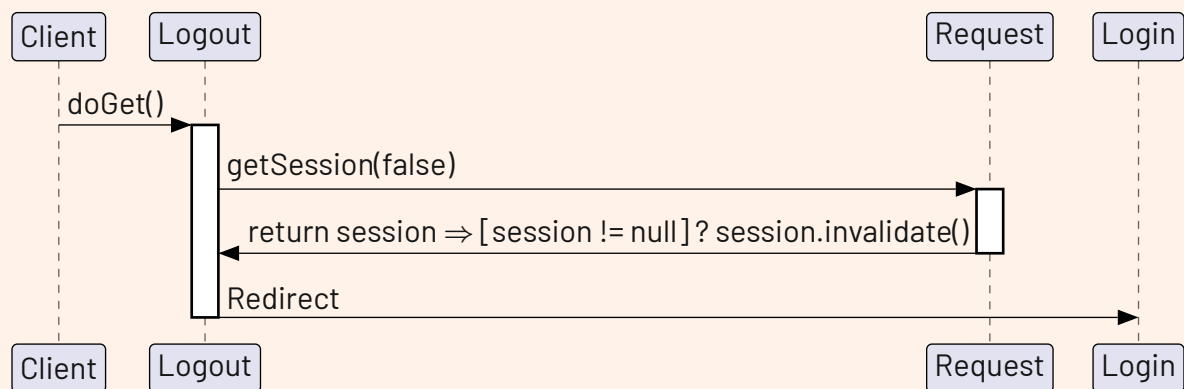 Client Logout Request Login
doGet()
getSession(false)
return session ⇒ [session != null] ? session.invalidate()
Redirect
Client Logout Request Login